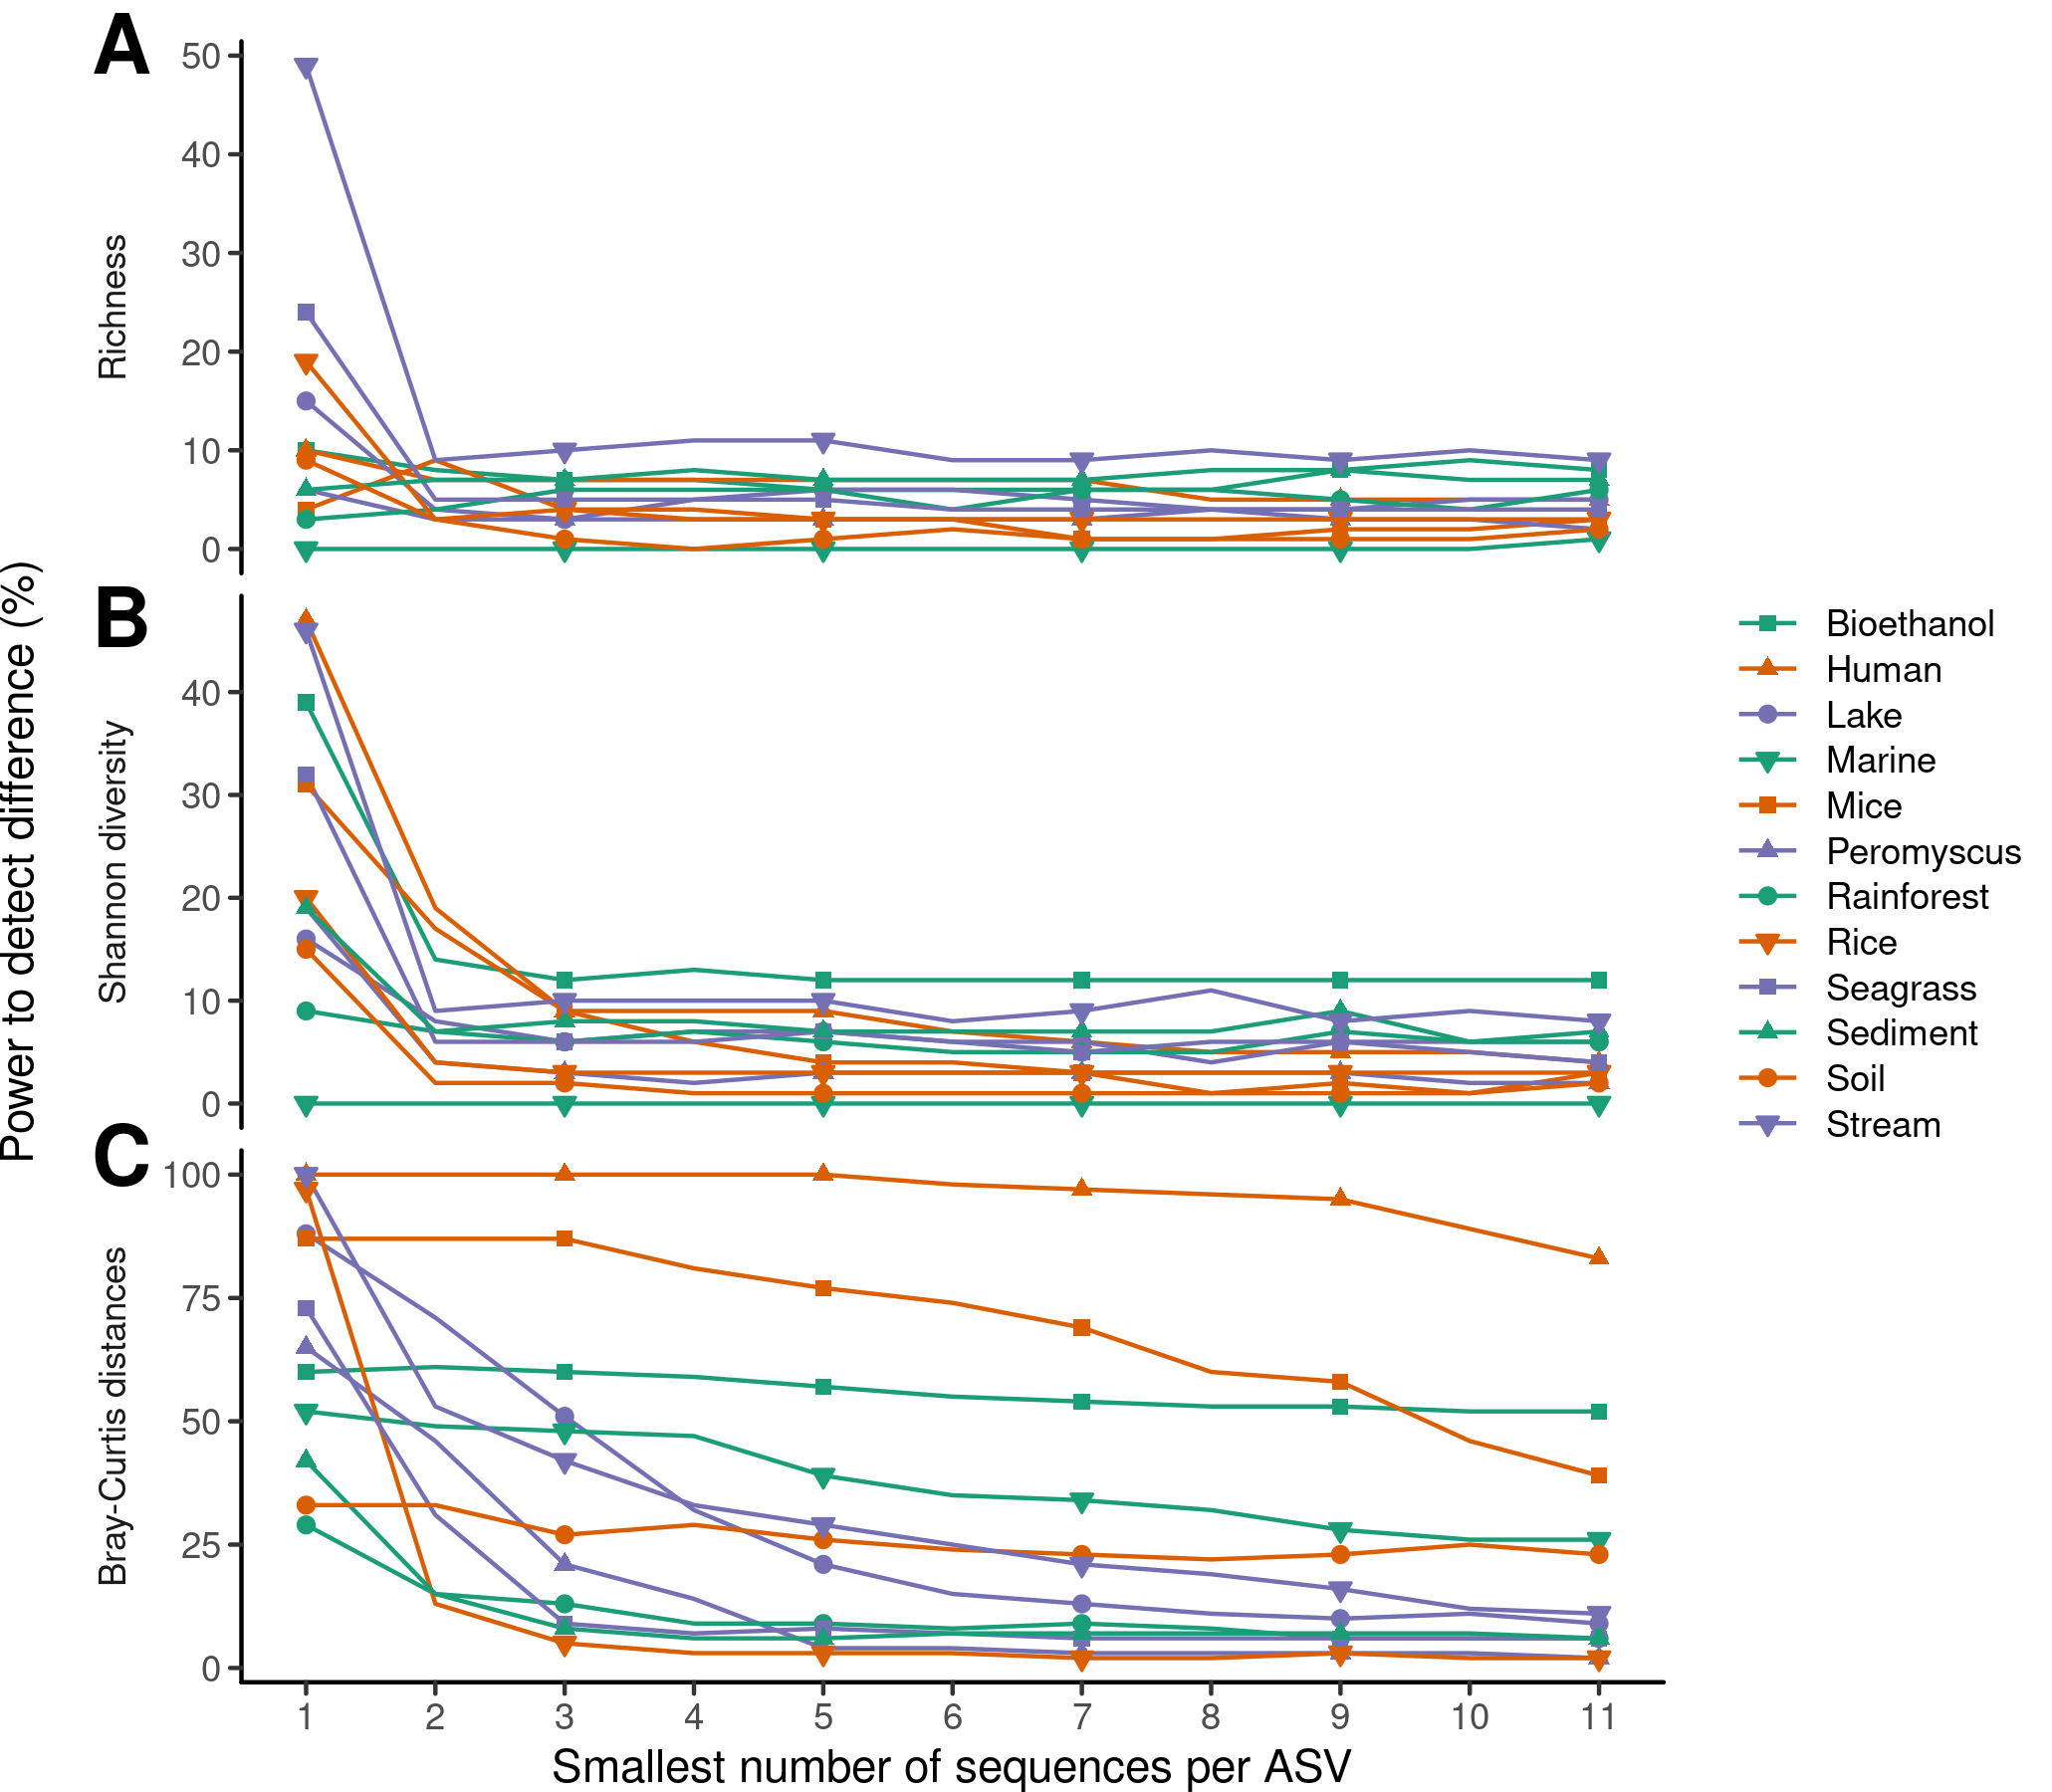 Power to detect difference (%)
A
Richness
50
40
30
20
10
0
B
Shannon diversity
40
30
20
10
0
C
Bray-Curtis distances
100
75
50
25
0
1 2 3 4 5 6 7 8 9 10 11
Smallest number of sequences per ASV
Bioethanol
Human
Lake
Marine
Mice
Peromyscus
Rainforest
Rice
Seagrass
Sediment
Soil
Stream